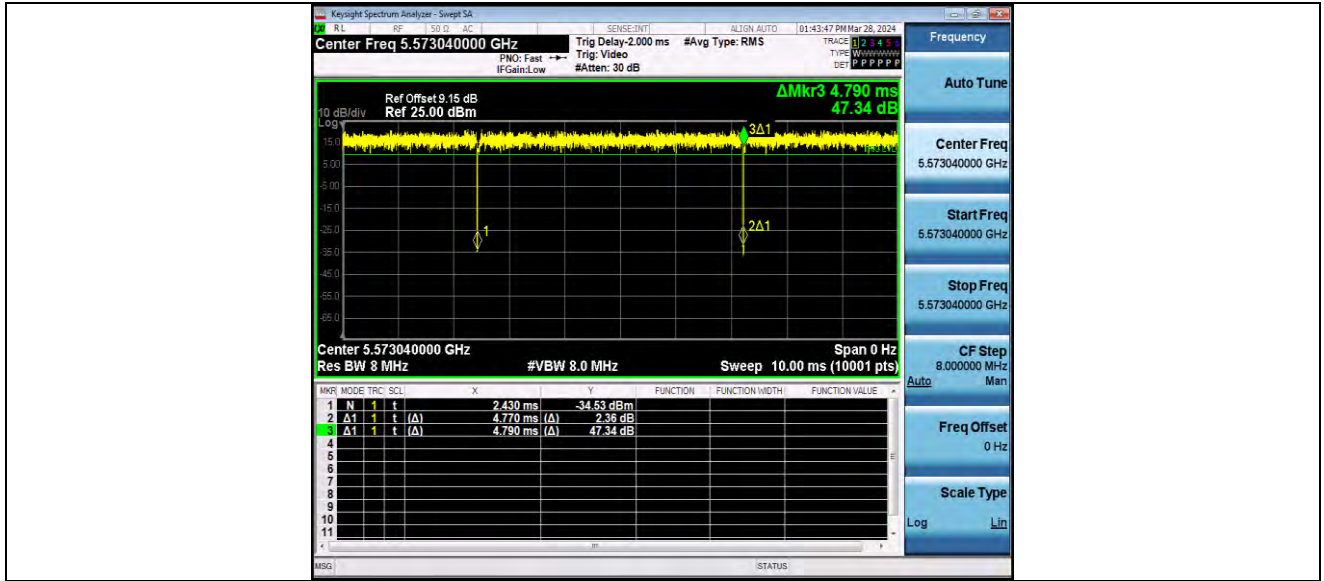 Keysight Spectrum Analyzer - Swept SA
RL RF 50 Ω AC SENSE:INT ALIGN AUTO 01:43:47 PM Mar 28, 2024
Center Freq 5.573040000 GHz
PNO: Fast
IFGain:Low
Trig Delay-2.000 ms
Trig: Video
#Atten: 30 dB
#Avg Type: RMS
TRACE 1 2 3 4 5 6
TYPE W
DET P P P P P P
ΔMkr3 4.790 ms
47.34 dB
Ref Offset 9.15 dB
10 dB/div Ref 25.00 dBm
Log
15.0
5.00
-5.00
-15.0
-25.0
-35.0
-45.0
-55.0
-65.0
3Δ1
1
2Δ1
Center 5.573040000 GHz Span 0 Hz
Res BW 8 MHz #VBW 8.0 MHz Sweep 10.00 ms (10001 pts)
MKR MODE TRC SCL X Y FUNCTION FUNCTION WIDTH FUNCTION VALUE
1 N 1 t 2.430 ms -34.53 dBm
2 Δ1 1 t (Δ) 4.770 ms (Δ) 2.36 dB
3 Δ1 1 t (Δ) 4.790 ms (Δ) 47.34 dB
4
5
6
7
8
9
10
11
MSG STATUS
Frequency
Auto Tune
Center Freq
5.573040000 GHz
Start Freq
5.573040000 GHz
Stop Freq
5.573040000 GHz
CF Step
8.000000 MHz
Auto Man
Freq Offset
0 Hz
Scale Type
Log Lin